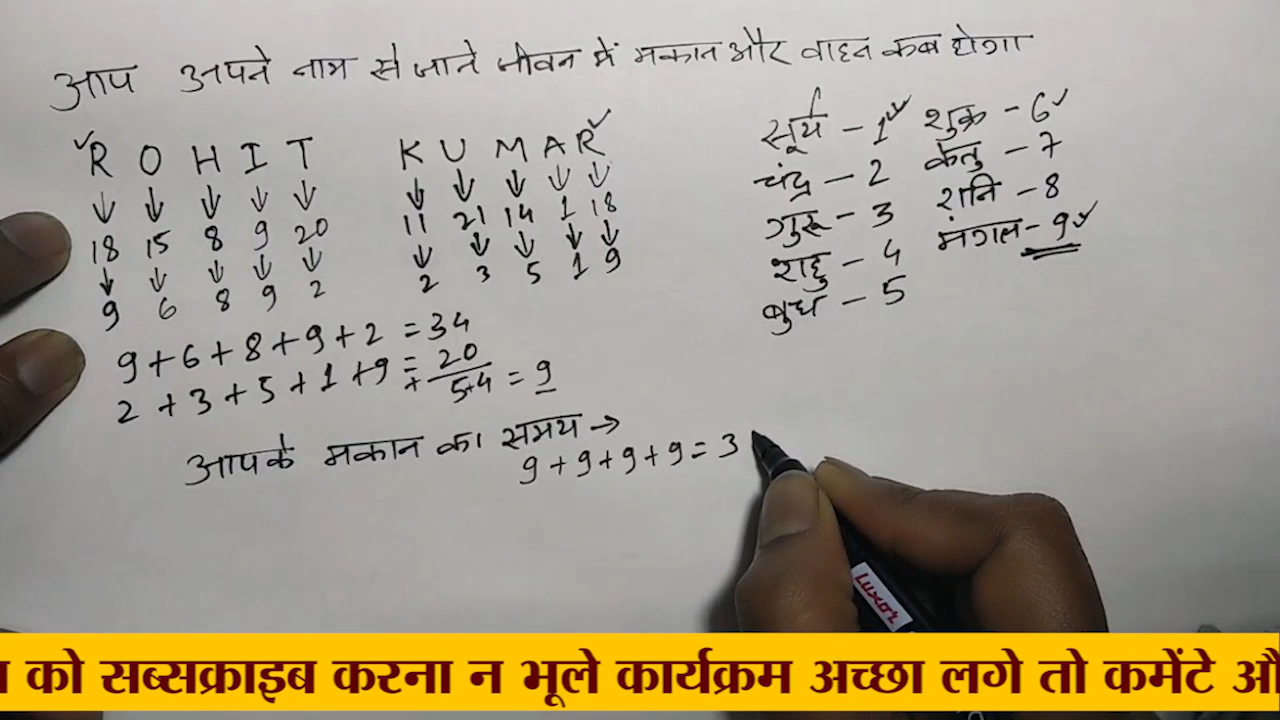 आप अपने नाम से जाने जीवन में मकान और वाहन कब होगा
R O H I T K U M A R
↓ ↓ ↓ ↓ ↓ ↓ ↓ ↓ ↓ ↓
18 15 8 9 20 11 21 14 1 18
↓ ↓ ↓ ↓ ↓ ↓ ↓ ↓ ↓ ↓
9 6 8 9 2 2 3 5 1 9
9+6+8+9+2 = 34
2+3+5+1+9 = 20
+ 5+4 = 9
आपके मकान का समय →
9+9+9+9 = 3
सूर्य - 1
चंद्र - 2
गुरू - 3
राहु - 4
बुध - 5
शुक्र - 6
केतु - 7
शनि - 8
मंगल - 9
Luxor
को सब्सक्राइब करना न भूले कार्यक्रम अच्छा लगे तो कमेंटे औ